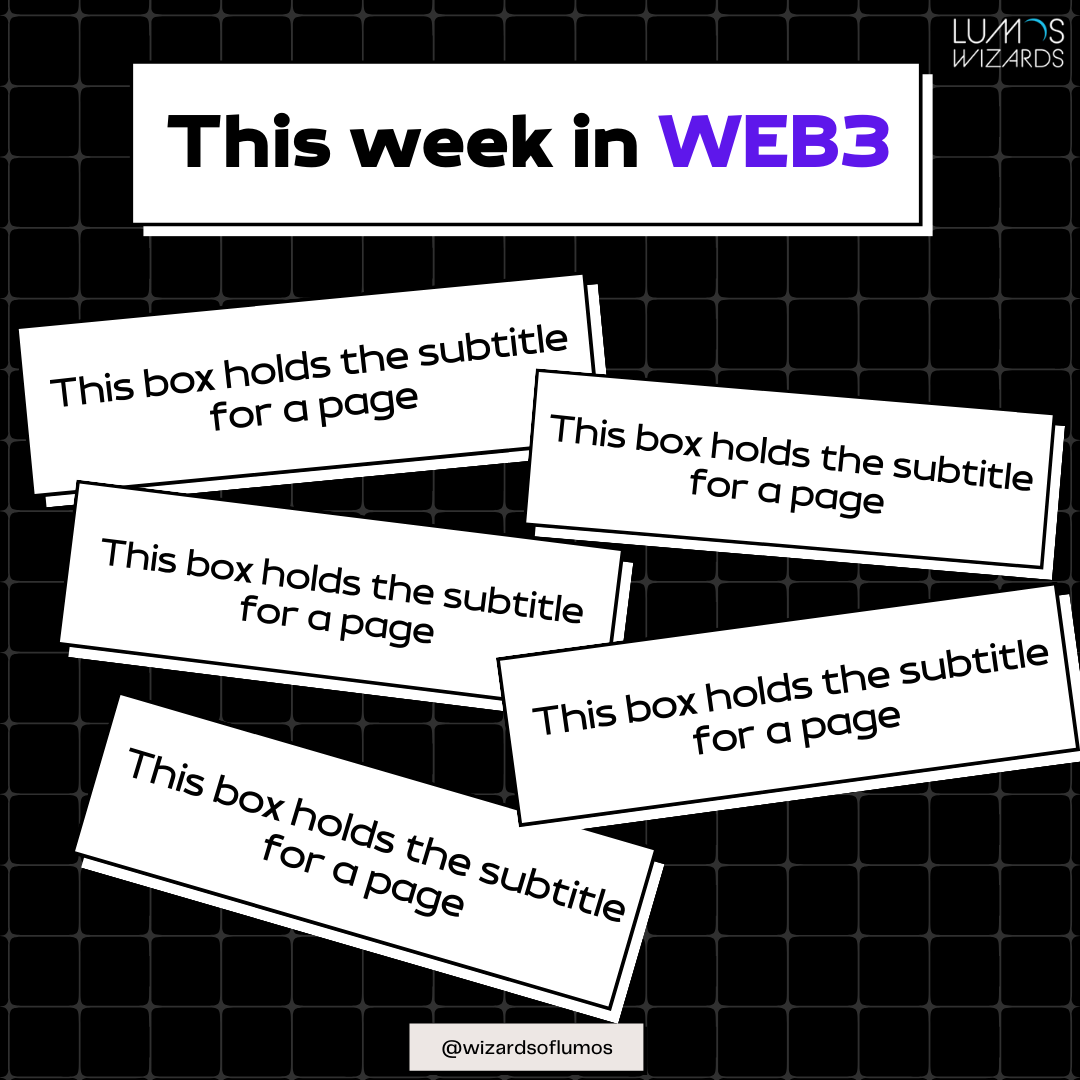 LUMOS
WIZARDS
This week in WEB3
This box holds the subtitle
for a page
This box holds the subtitle
for a page
This box holds the subtitle
for a page
This box holds the subtitle
for a page
This box holds the subtitle
for a page
@wizardsoflumos